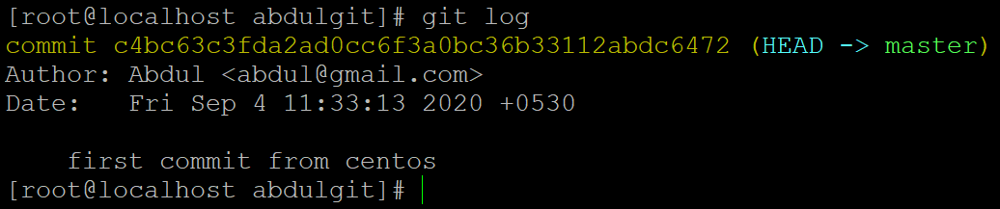 [root@localhost abdulgit]# git log
commit c4bc63c3fda2ad0cc6f3a0bc36b33112abdc6472 (HEAD -> master)
Author: Abdul <abdul@gmail.com>
Date:   Fri Sep 4 11:33:13 2020 +0530

    first commit from centos
[root@localhost abdulgit]#